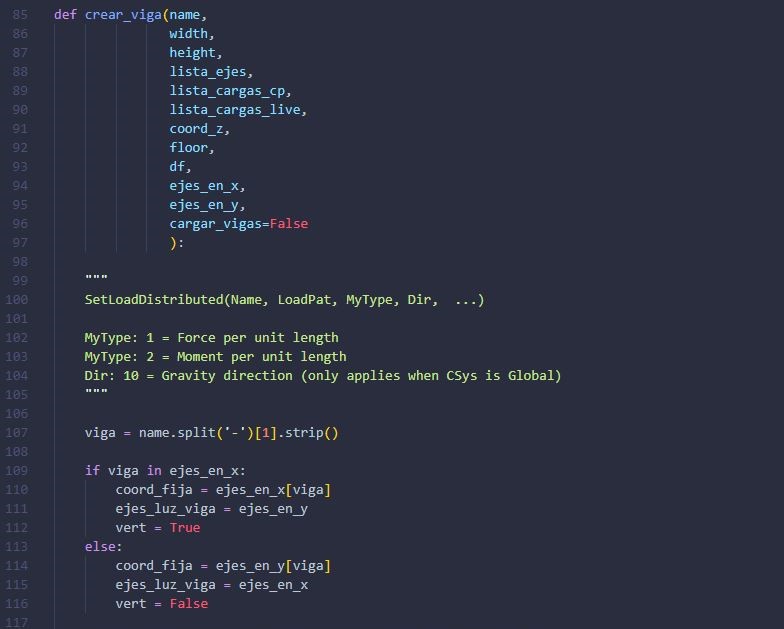 85 def crear_viga(name,
86 width,
87 height,
88 lista_ejes,
89 lista_cargas_cp,
90 lista_cargas_live,
91 coord_z,
92 floor,
93 df,
94 ejes_en_x,
95 ejes_en_y,
96 cargar_vigas=False
97 ):
98
99 """
100 SetLoadDistributed(Name, LoadPat, MyType, Dir,  ...)
101
102 MyType: 1 = Force per unit length
103 MyType: 2 = Moment per unit length
104 Dir: 10 = Gravity direction (only applies when CSys is Global)
105 """
106
107 viga = name.split('-')[1].strip()
108
109 if viga in ejes_en_x:
110 coord_fija = ejes_en_x[viga]
111 ejes_luz_viga = ejes_en_y
112 vert = True
113 else:
114 coord_fija = ejes_en_y[viga]
115 ejes_luz_viga = ejes_en_x
116 vert = False
117